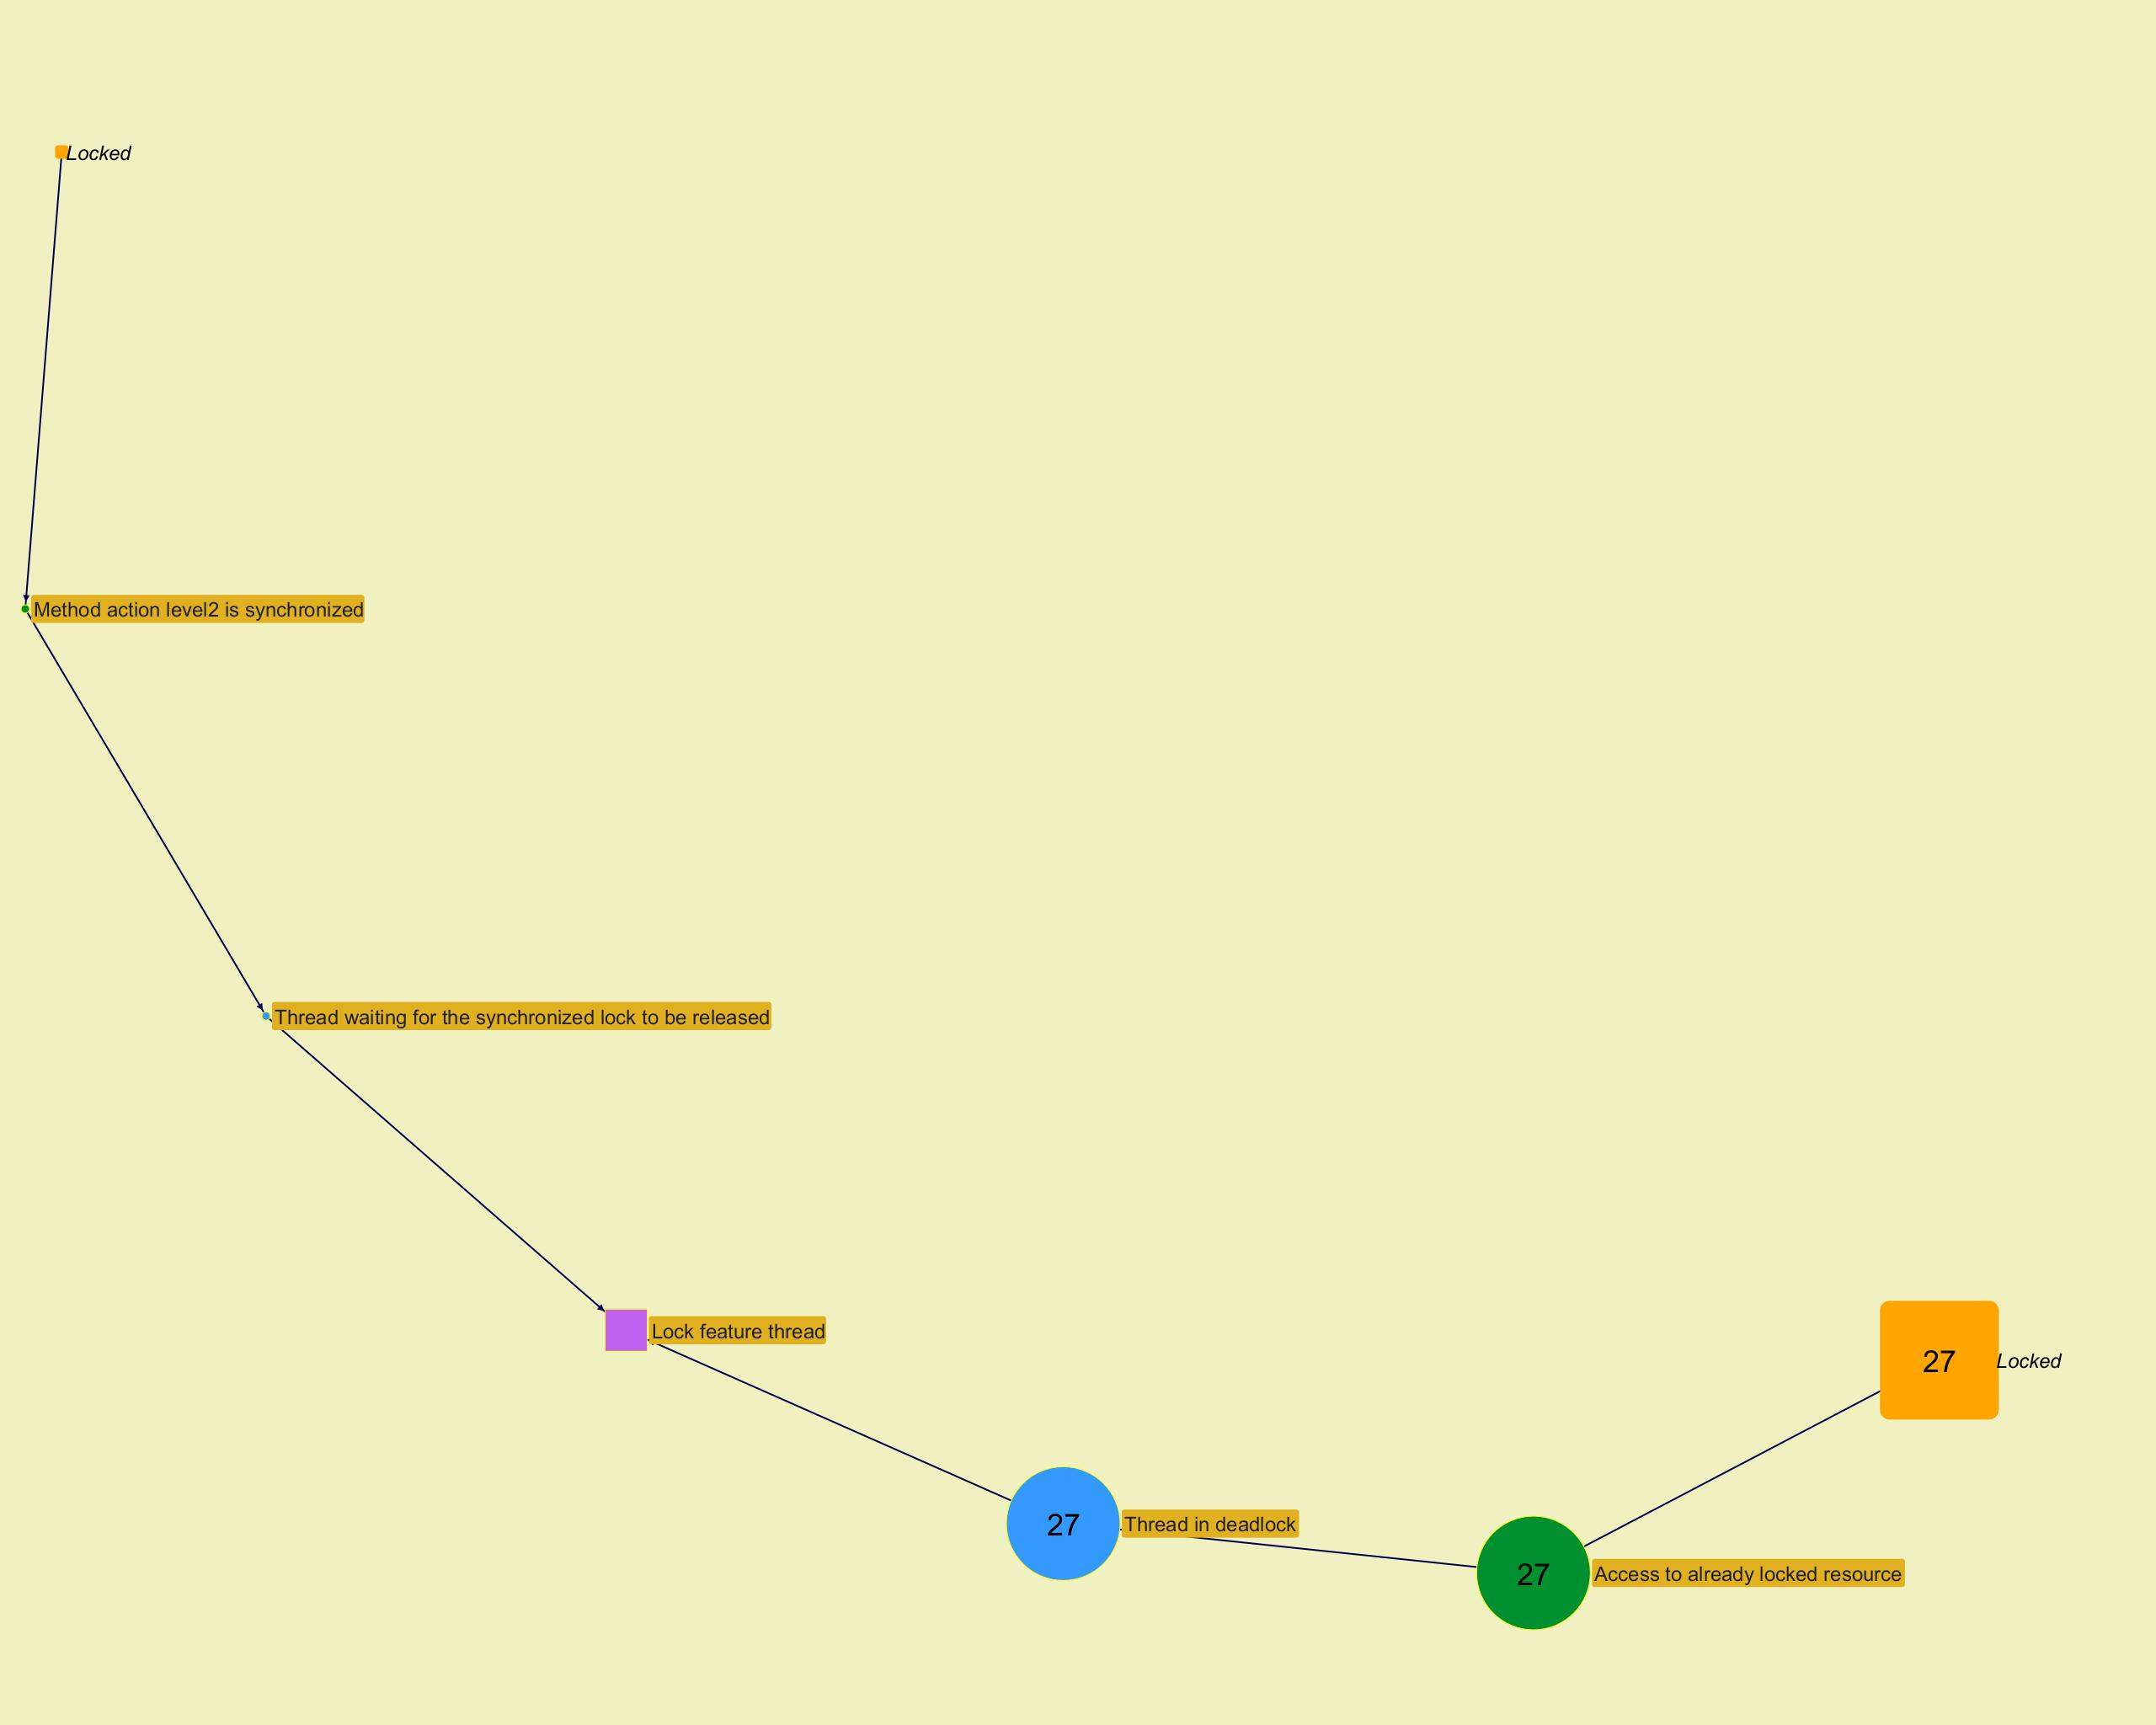 Locked
Method action level2 is synchronized
Thread waiting for the synchronized lock to be released
Lock feature thread
27
Locked
27
Thread in deadlock
27
Access to already locked resource